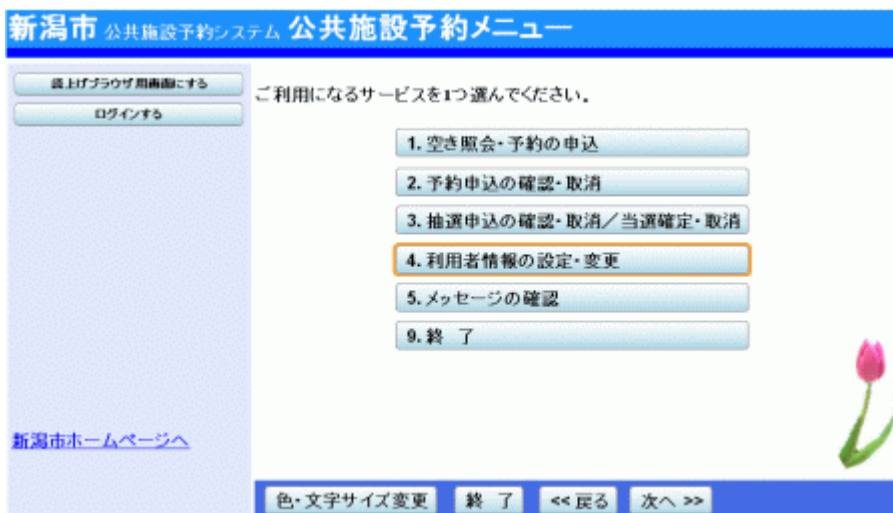 新潟市 公共施設予約システム 公共施設予約メニュー
読上げブラウザ用画面にする
ログインする
ご利用になるサービスを1つ選んでください。
1. 空き照会・予約の申込
2. 予約申込の確認・取消
3. 抽選申込の確認・取消／当選確定・取消
4. 利用者情報の設定・変更
5. メッセージの確認
9. 終 了
新潟市ホームページへ
色・文字サイズ変更 終 了 << 戻る 次へ >>